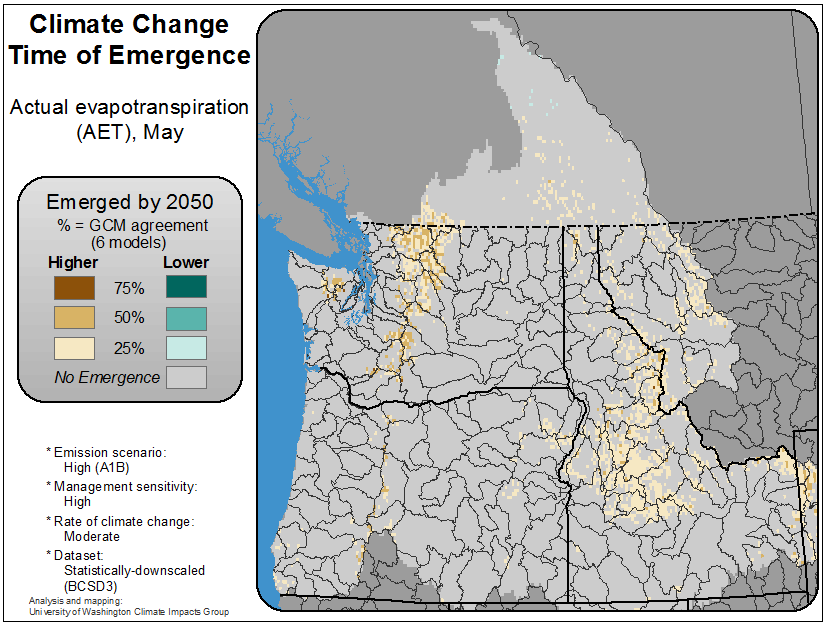 Climate Change
Time of Emergence
Actual evapotranspiration
(AET), May
Emerged by 2050
% = GCM agreement
(6 models)
Higher Lower
75%
50%
25%
No Emergence
* Emission scenario:
High (A1B)
* Management sensitivity:
High
* Rate of climate change:
Moderate
* Dataset:
Statistically-downscaled
(BCSD3)
Analysis and mapping:
University of Washington Climate Impacts Group